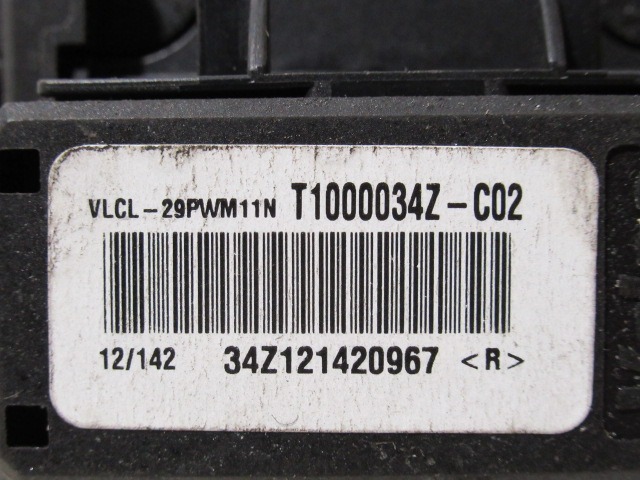 VLCL-29PWM11N T1000034Z-C02
12/142 34Z121420967 <R>